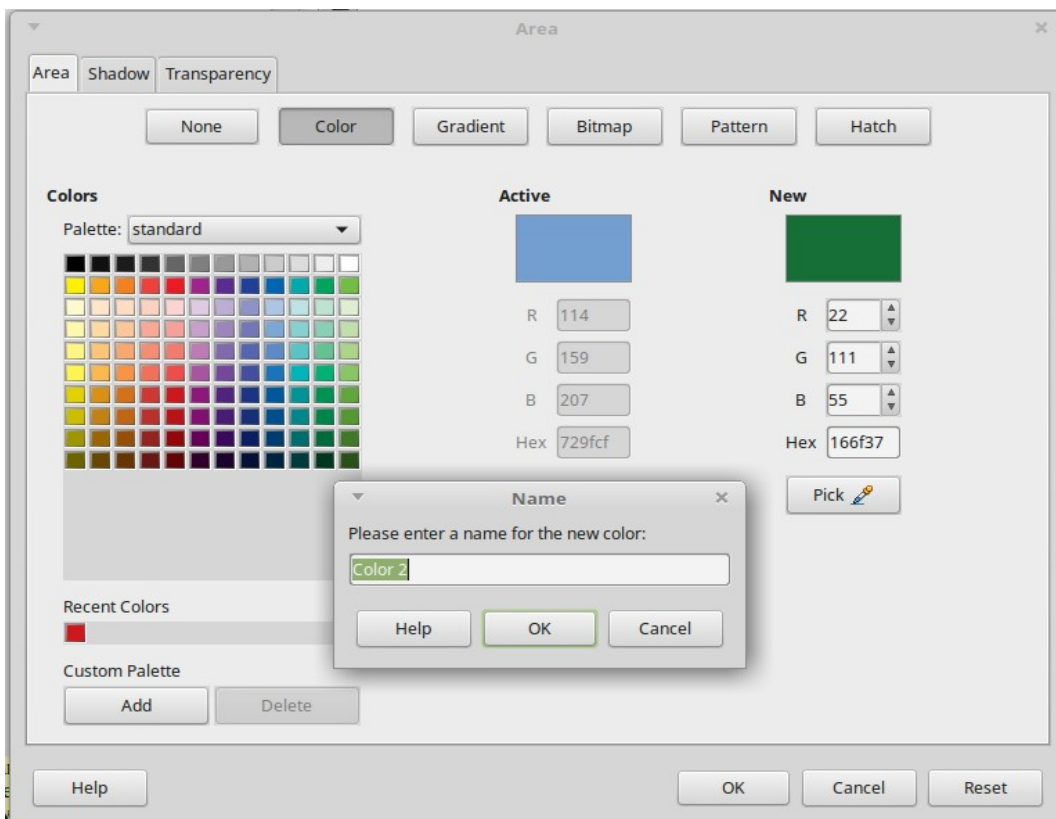 Area
Area Shadow Transparency
None Color Gradient Bitmap Pattern Hatch
Colors Active New
Palette: standard
R 114 R 22
G 159 G 111
B 207 B 55
Hex 729fcf Hex 166f37
Pick
Name
Please enter a name for the new color:
Color 2
Help OK Cancel
Recent Colors
Custom Palette
Add Delete
Help OK Cancel Reset